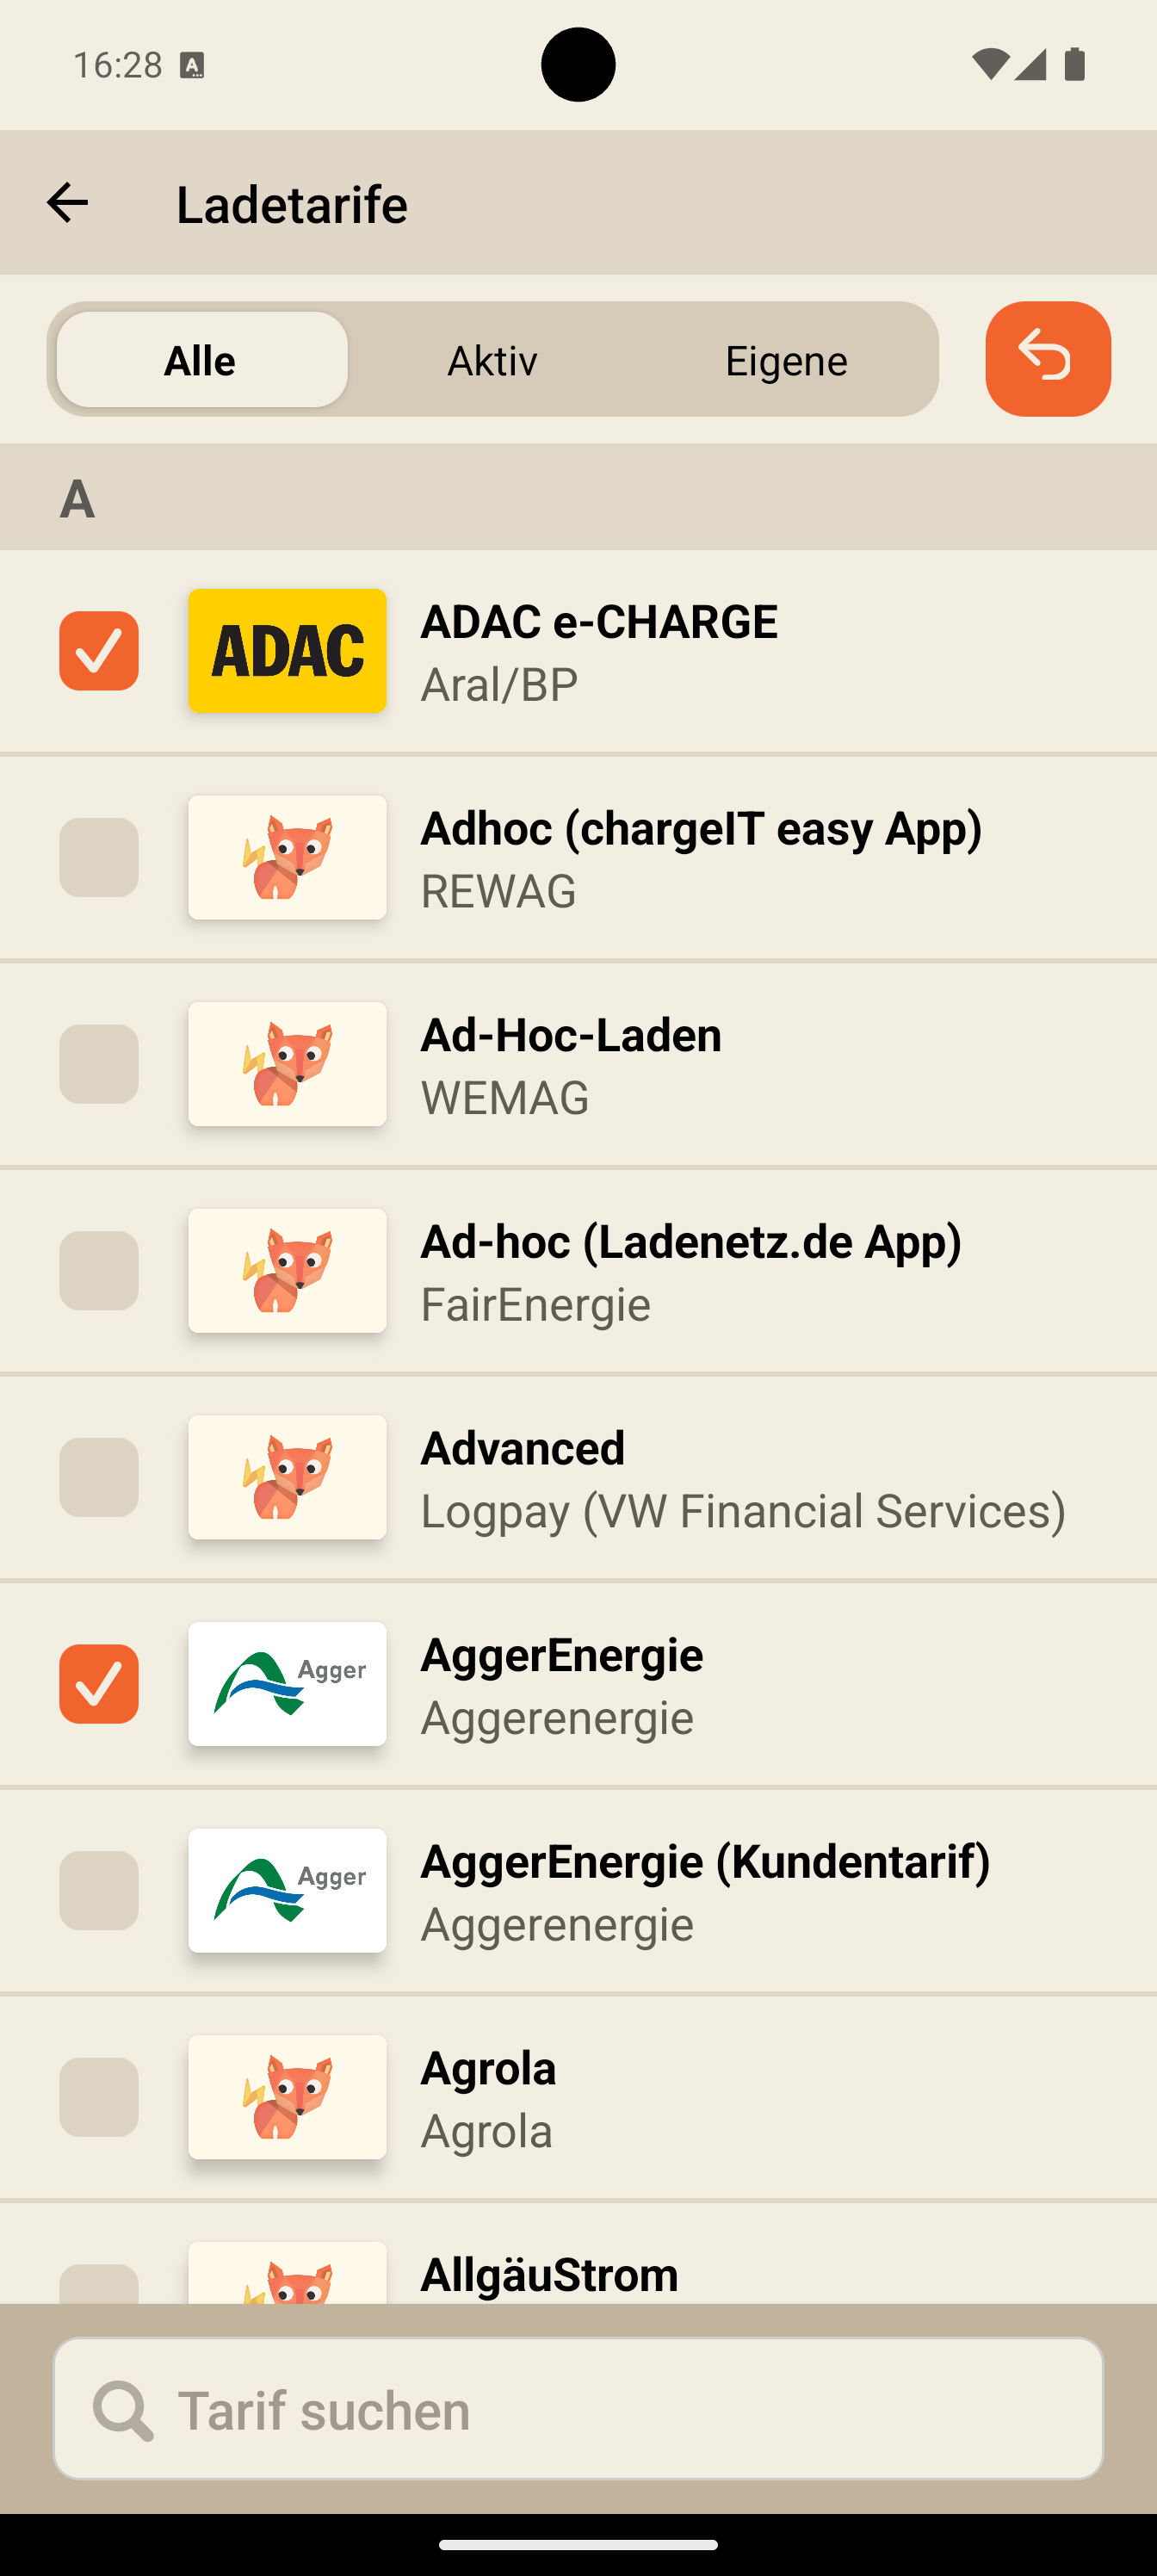 16:28
Ladetarife
Alle Aktiv Eigene
A
ADAC
ADAC e-CHARGE
Aral/BP
Adhoc (chargeIT easy App)
REWAG
Ad-Hoc-Laden
WEMAG
Ad-hoc (Ladenetz.de App)
FairEnergie
Advanced
Logpay (VW Financial Services)
Agger
AggerEnergie
Aggerenergie
Agger
AggerEnergie (Kundentarif)
Aggerenergie
Agrola
Agrola
AllgäuStrom
Tarif suchen